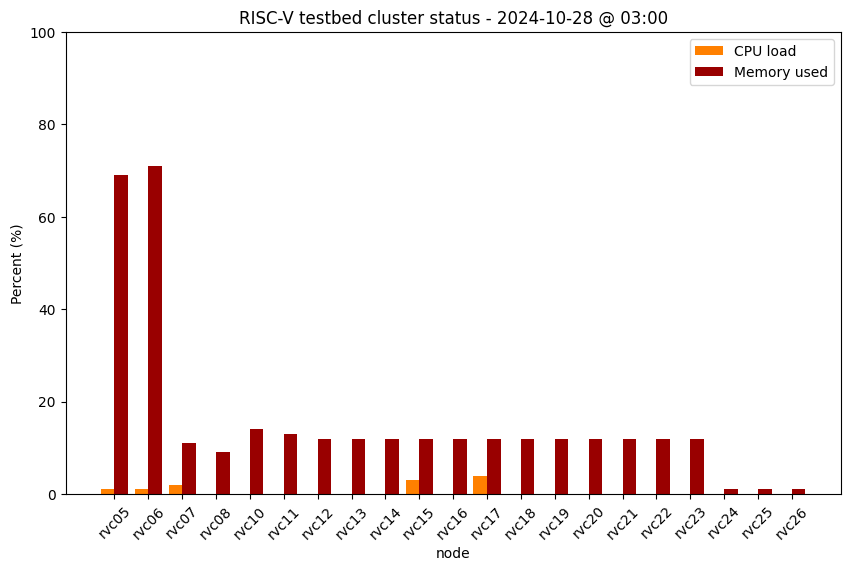 RISC-V testbed cluster status - 2024-10-28 @ 03:00
CPU load
Memory used
Percent (%)
100
80
60
40
20
0
rvc05 rvc06 rvc07 rvc08 rvc10 rvc11 rvc12 rvc13 rvc14 rvc15 rvc16 rvc17 rvc18 rvc19 rvc20 rvc21 rvc22 rvc23 rvc24 rvc25 rvc26
node